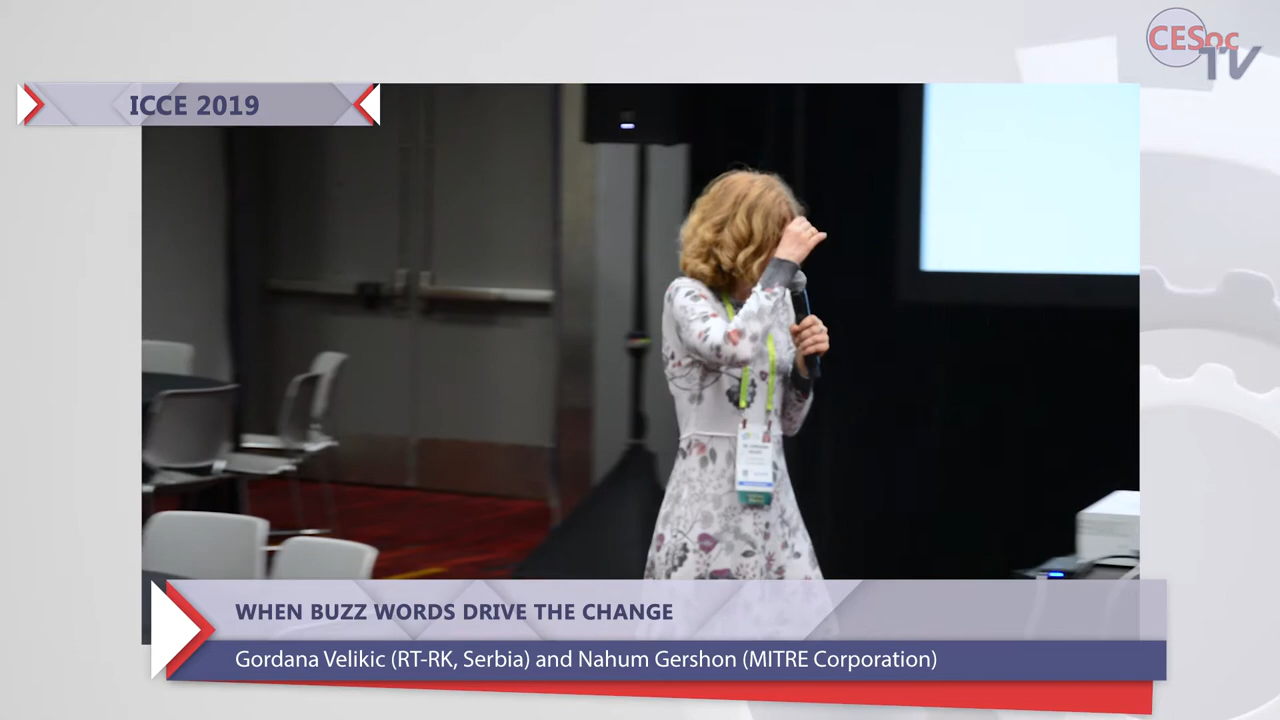 CESoc
TV
ICCE 2019
WHEN BUZZ WORDS DRIVE THE CHANGE
Gordana Velikic (RT-RK, Serbia) and Nahum Gershon (MITRE Corporation)